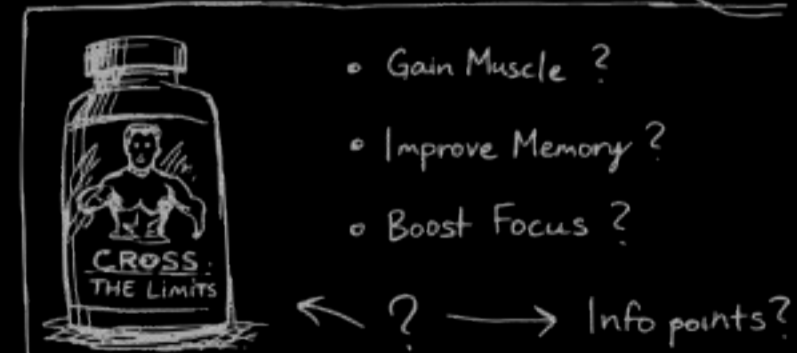 Gain Muscle ?
Improve Memory ?
Boost Focus ?
CROSS
THE LiMiTS
? Info points?